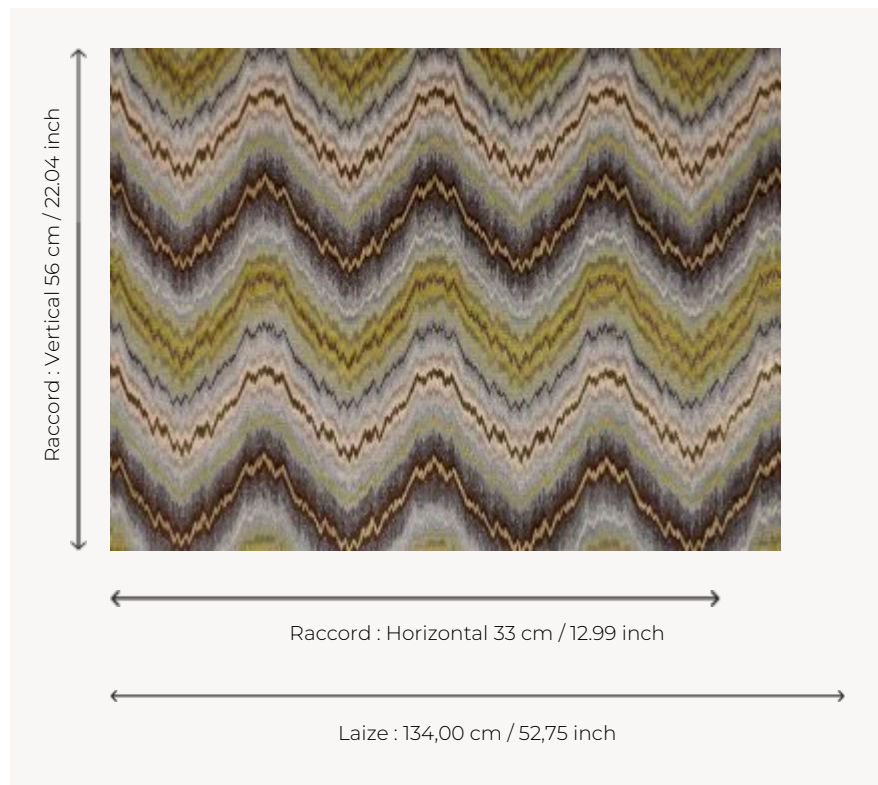 Raccord : Vertical 56 cm / 22.04 inch
Raccord : Horizontal 33 cm / 12.99 inch
Laize : 134,00 cm / 52,75 inch